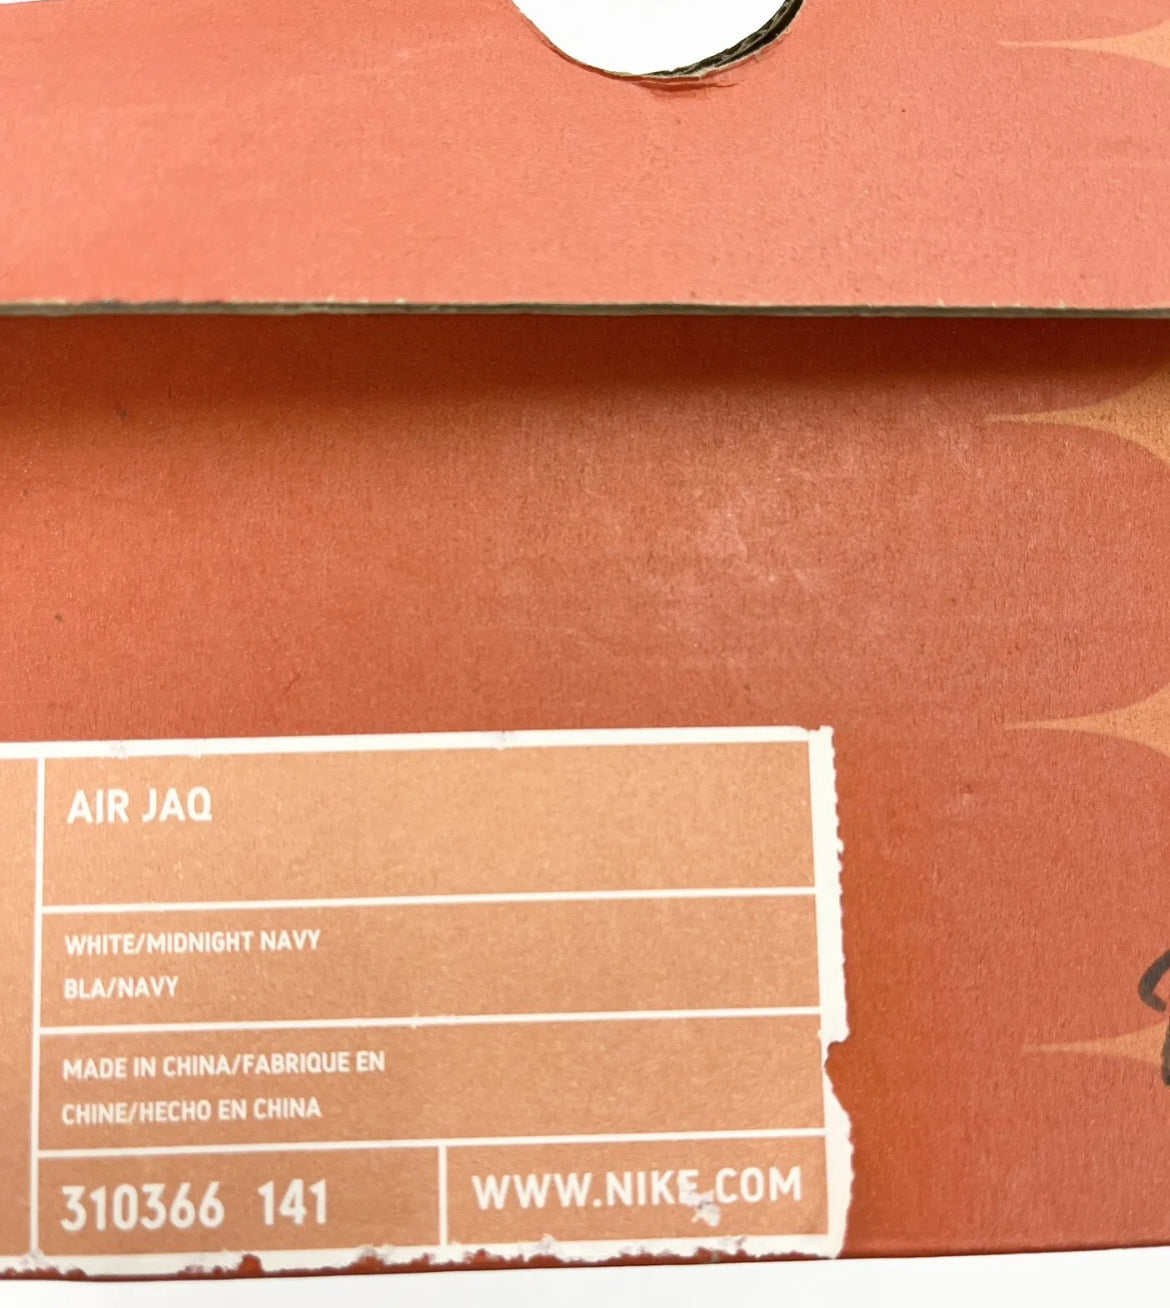 AIR JAQ
WHITE/MIDNIGHT NAVY
BLA/NAVY
MADE IN CHINA/FABRIQUE EN
CHINE/HECHO EN CHINA
310366 141
WWW.NIKE.COM